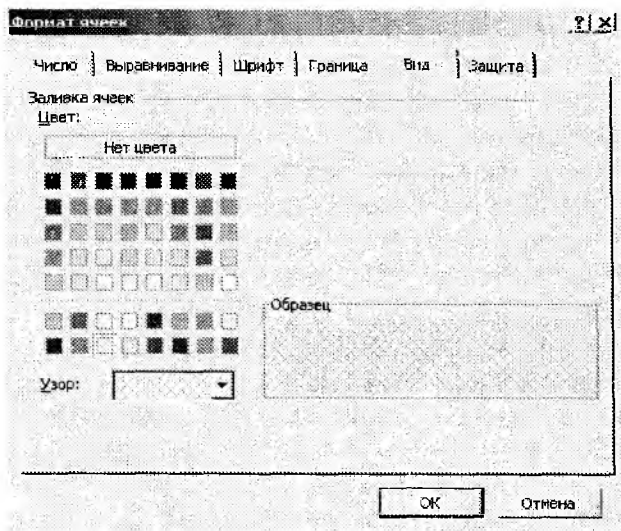 Формат ячеек
Число Выравнивание Шрифт Граница Вид Защита
Заливка ячеек
Цвет:
Нет цвета
Образец
Узор:
ОК Отмена